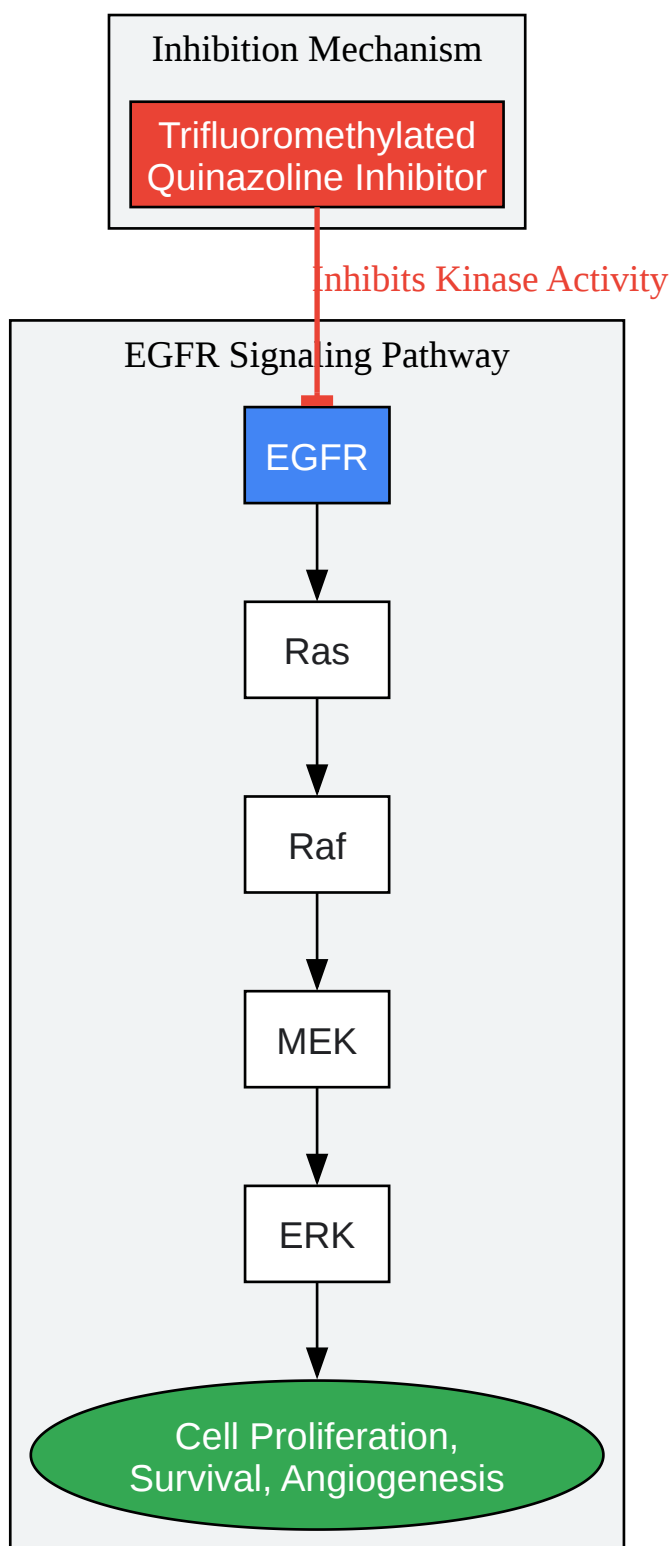 Inhibition Mechanism
Trifluoromethylated
Quinazoline Inhibitor
Inhibits Kinase Activity
EGFR Signaling Pathway
EGFR
Ras
Raf
MEK
ERK
Cell Proliferation,
Survival, Angiogenesis